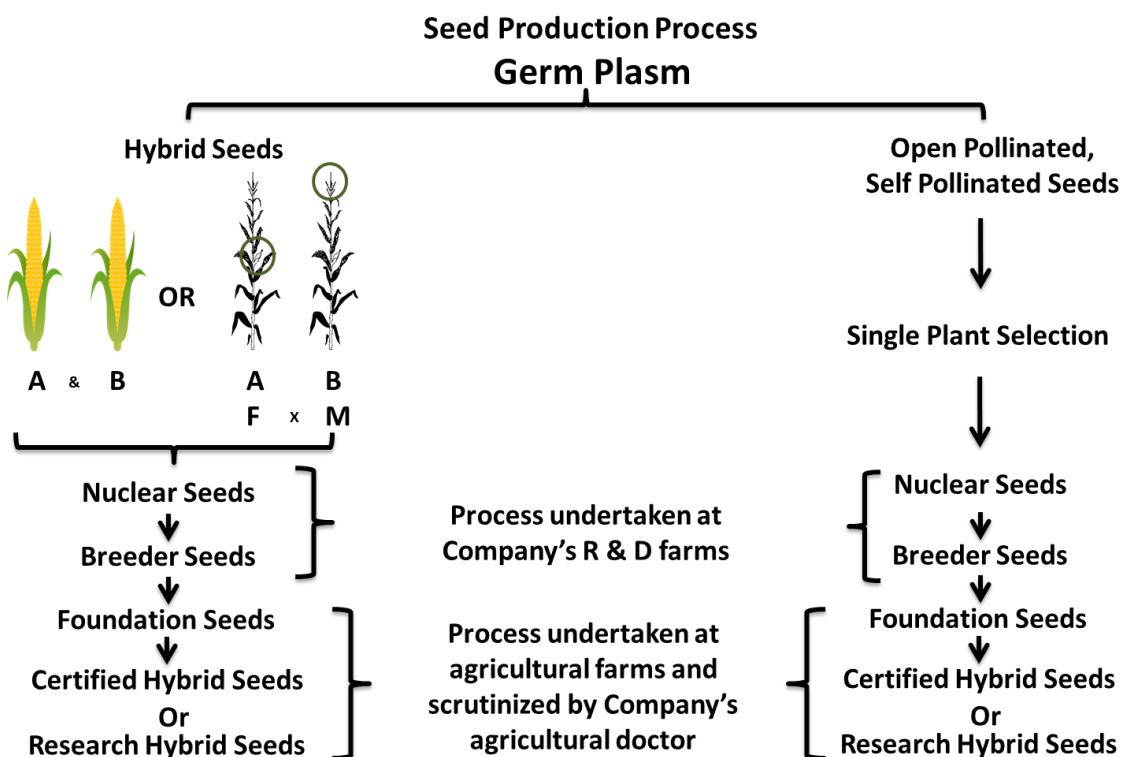 Seed Production Process
Germ Plasm
Hybrid Seeds
OR
A & B
A B
F x M
Nuclear Seeds
Breeder Seeds
Foundation Seeds
Certified Hybrid Seeds
Or
Research Hybrid Seeds
Process undertaken at
Company's R & D farms
Process undertaken at
agricultural farms and
scrutinized by Company's
agricultural doctor
Open Pollinated,
Self Pollinated Seeds
Single Plant Selection
Nuclear Seeds
Breeder Seeds
Foundation Seeds
Certified Hybrid Seeds
Or
Research Hybrid Seeds